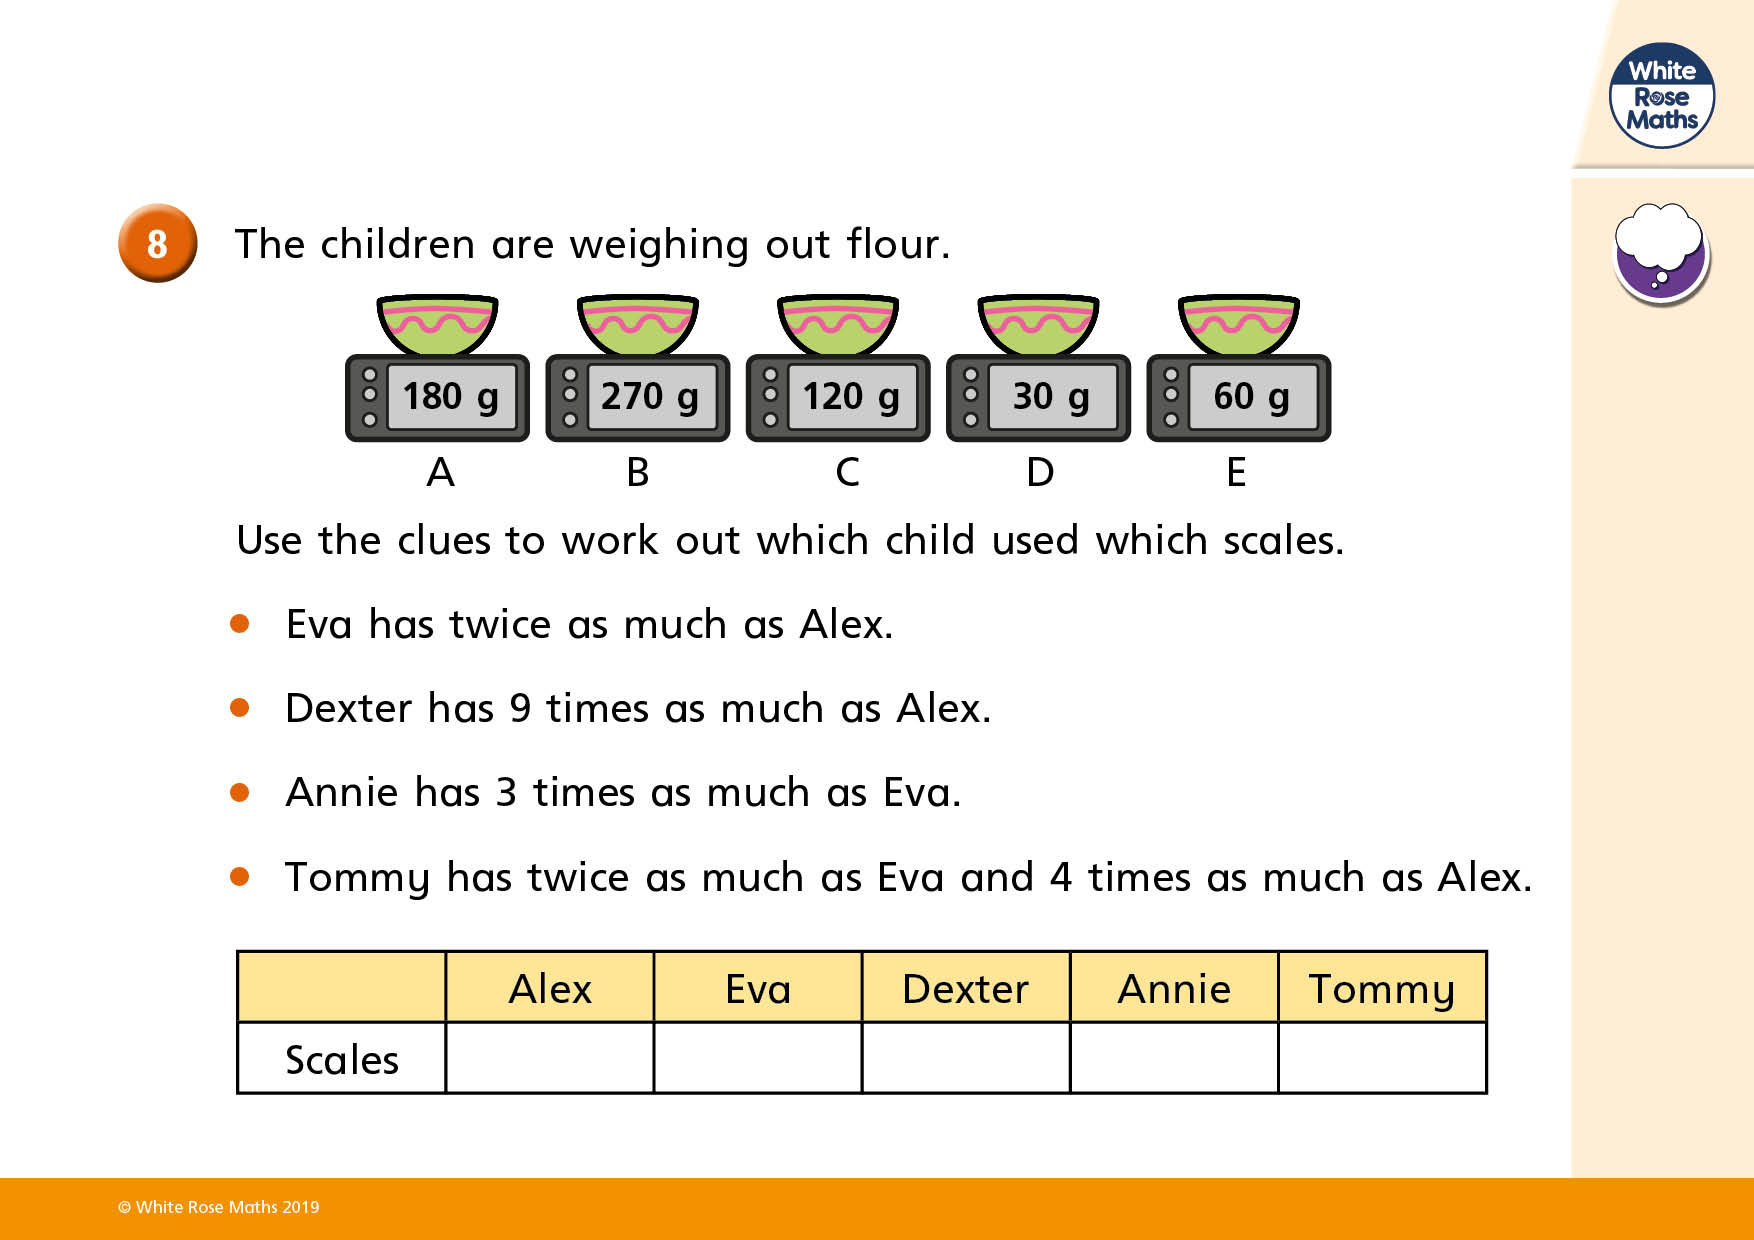 White
Rose
Maths
8 The children are weighing out flour.
180 g 270 g 120 g 30 g 60 g
A B C D E
Use the clues to work out which child used which scales.
• Eva has twice as much as Alex.
• Dexter has 9 times as much as Alex.
• Annie has 3 times as much as Eva.
• Tommy has twice as much as Eva and 4 times as much as Alex.
Alex Eva Dexter Annie Tommy
Scales
© White Rose Maths 2019